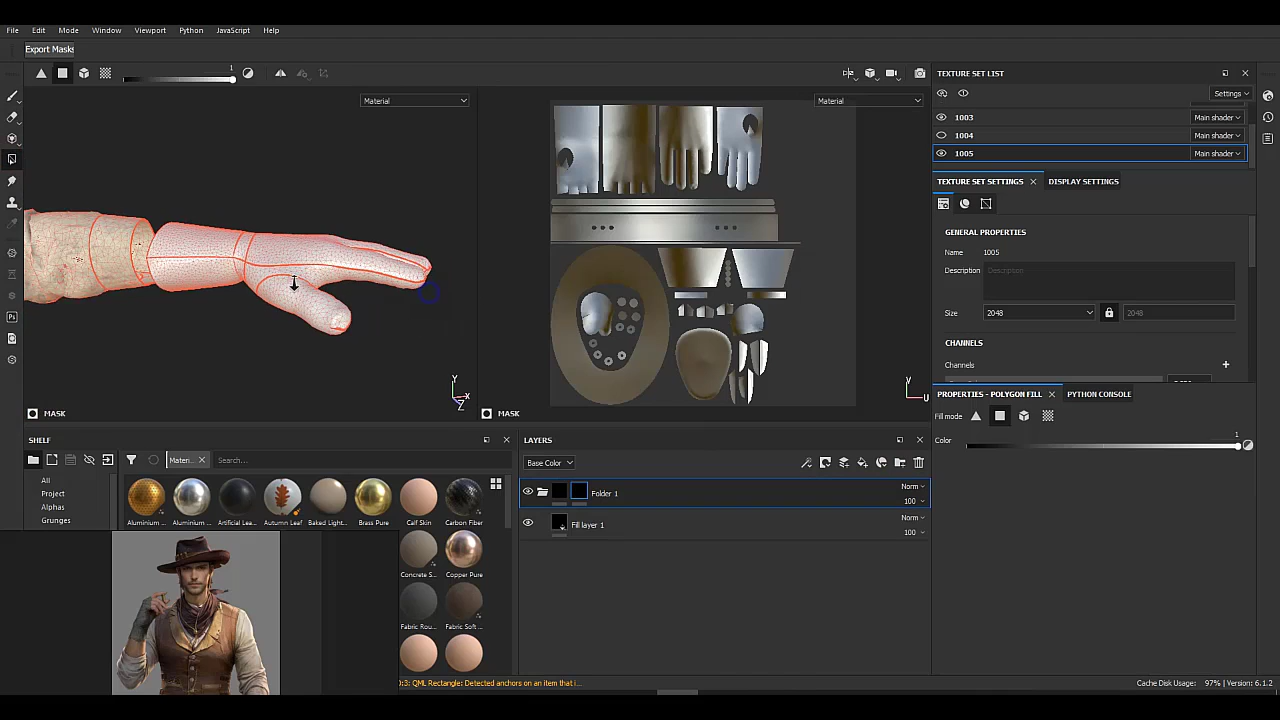 File Edit Mode Window Viewport Python JavaScript Help
Export Masks
1
Material
Material
Y
X
Z
V
U
MASK
MASK
TEXTURE SET LIST
Settings
1003 Main shader
1004 Main shader
1005 Main shader
TEXTURE SET SETTINGS DISPLAY SETTINGS
GENERAL PROPERTIES
Name 1005
Description Description
Size 2048 2048
CHANNELS
Channels
PROPERTIES - POLYGON FILL PYTHON CONSOLE
Fill mode
Color 1
SHELF
Materi... Search...
All
Project
Alphas
Grunges
Aluminium ... Aluminium ... Artificial Lea... Autumn Leaf Baked Light... Brass Pure Calf Skin Carbon Fiber
Concrete S... Copper Pure
Fabric Rou... Fabric Soft ...
LAYERS
Base Color
Folder 1 Norm 100
Fill layer 1 Norm 100
0:3: QML Rectangle: Detected anchors on an item that i...
Cache Disk Usage: 97% | Version: 6.1.2